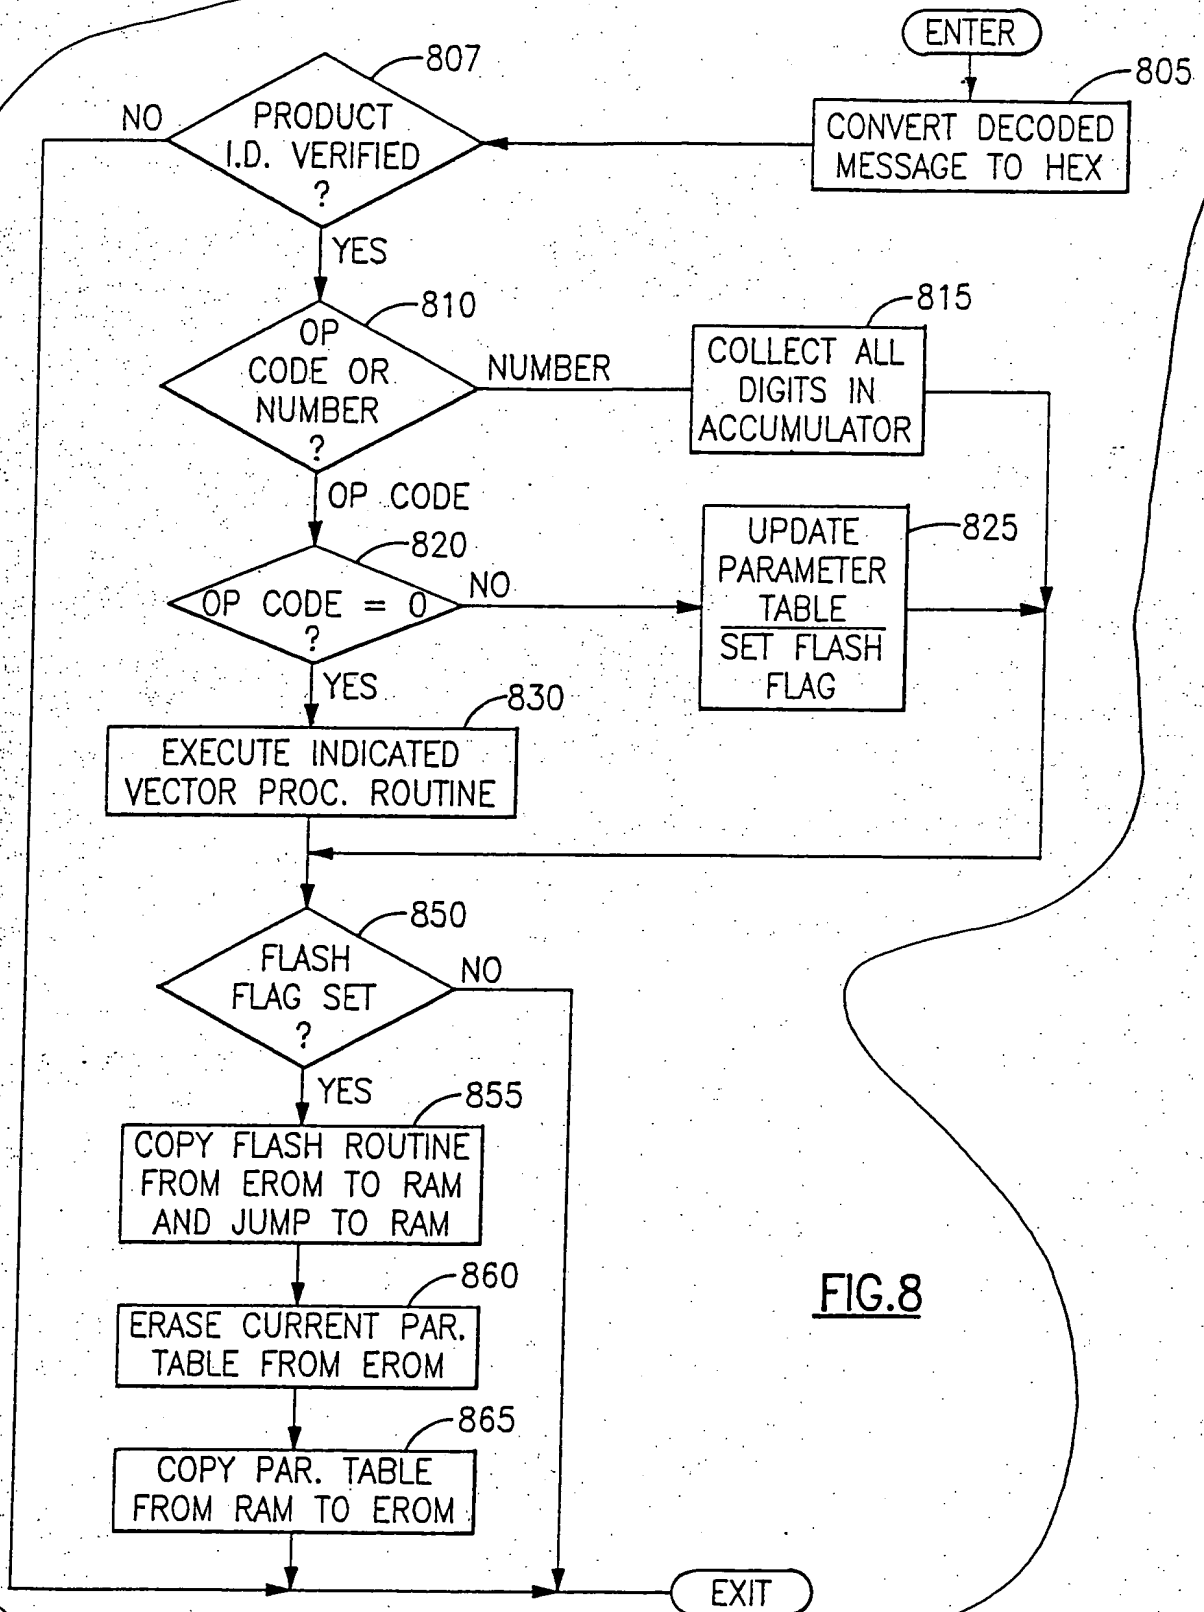 ENTER
805
CONVERT DECODED
MESSAGE TO HEX
807
PRODUCT
I.D. VERIFIED
?
NO
YES
810
OP
CODE OR
NUMBER
?
NUMBER
815
COLLECT ALL
DIGITS IN
ACCUMULATOR
OP CODE
820
OP CODE = 0
?
NO
825
UPDATE
PARAMETER
TABLE
SET FLASH
FLAG
YES
830
EXECUTE INDICATED
VECTOR PROC. ROUTINE
850
FLASH
FLAG SET
?
NO
YES
855
COPY FLASH ROUTINE
FROM EROM TO RAM
AND JUMP TO RAM
860
ERASE CURRENT PAR.
TABLE FROM EROM
865
COPY PAR. TABLE
FROM RAM TO EROM
EXIT
FIG.8